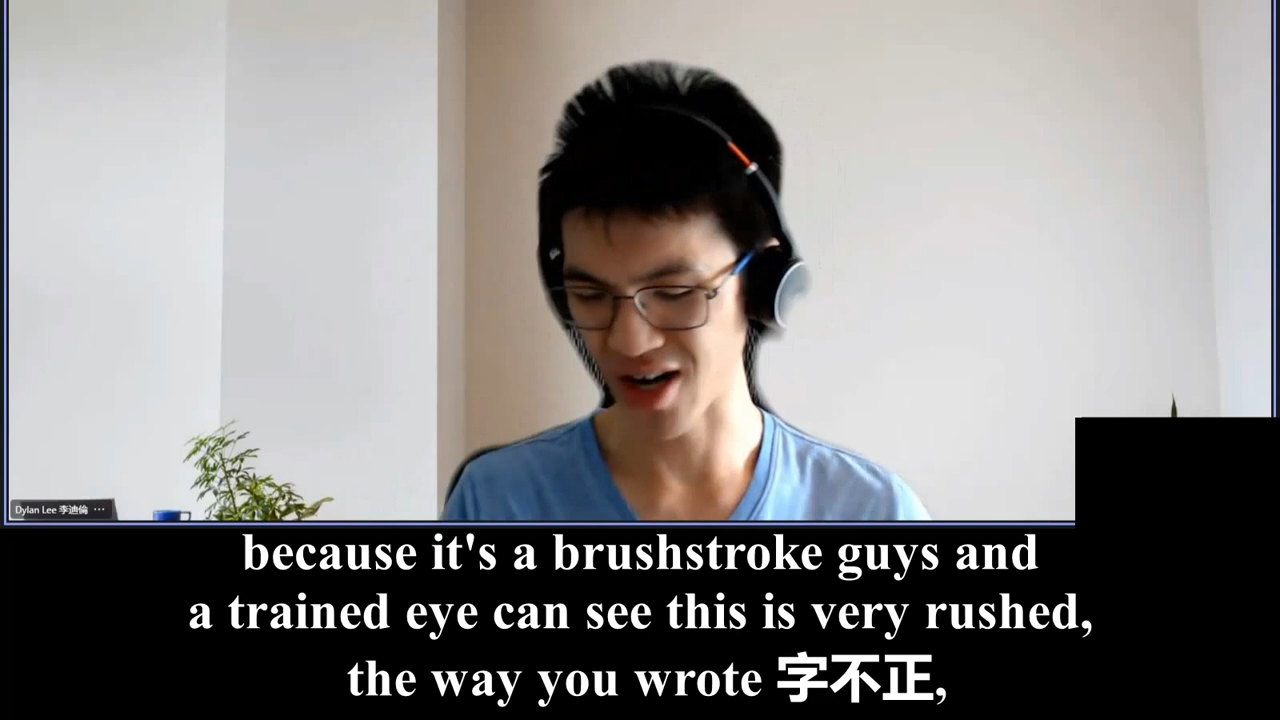 Dylan Lee 李迪倫 ···
because it's a brushstroke guys and
a trained eye can see this is very rushed,
the way you wrote 字不正,